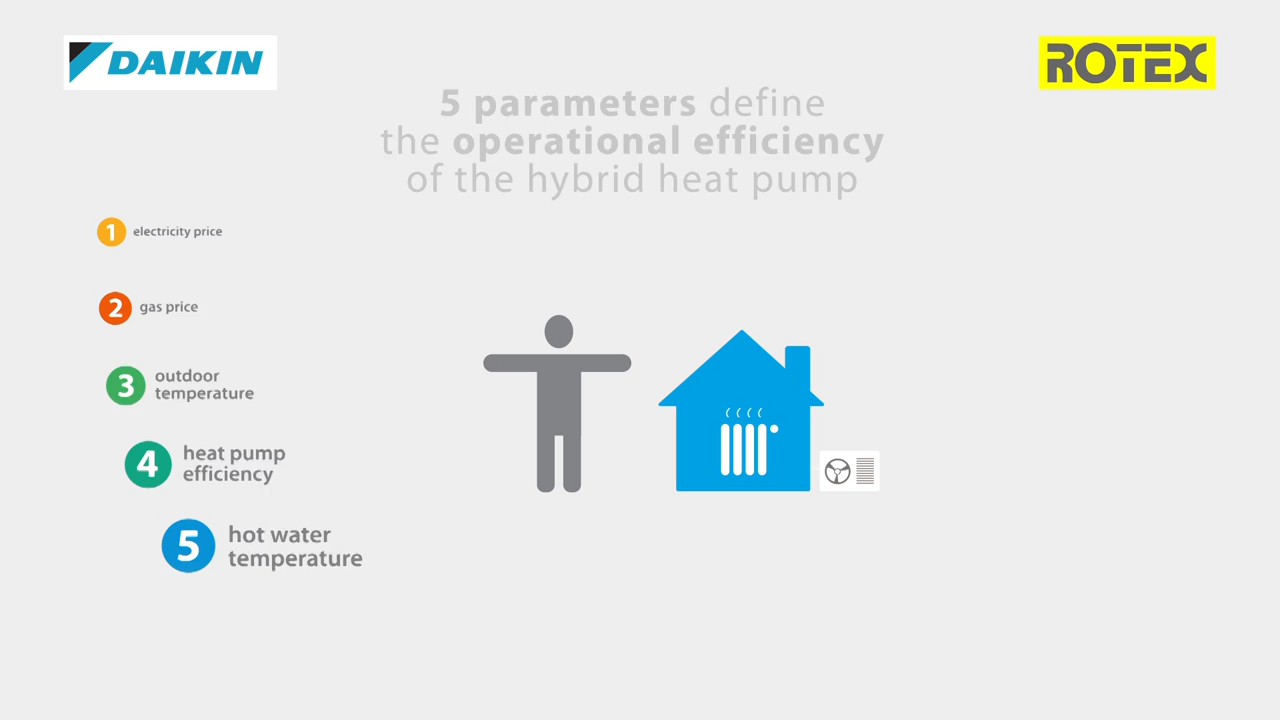 DAIKIN
ROTEX
5 parameters define
the operational efficiency
of the hybrid heat pump
1 electricity price
2 gas price
3 outdoor
temperature
4 heat pump
efficiency
5 hot water
temperature